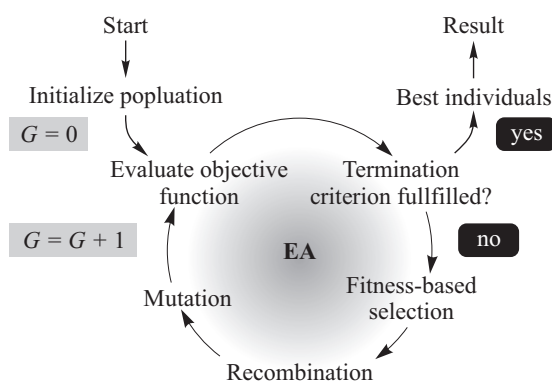 Start
Result
Initialize popluation
Best individuals
G = 0
yes
Evaluate objective
function
Termination
criterion fullfilled?
G = G + 1
no
EA
Mutation
Fitness-based
selection
Recombination